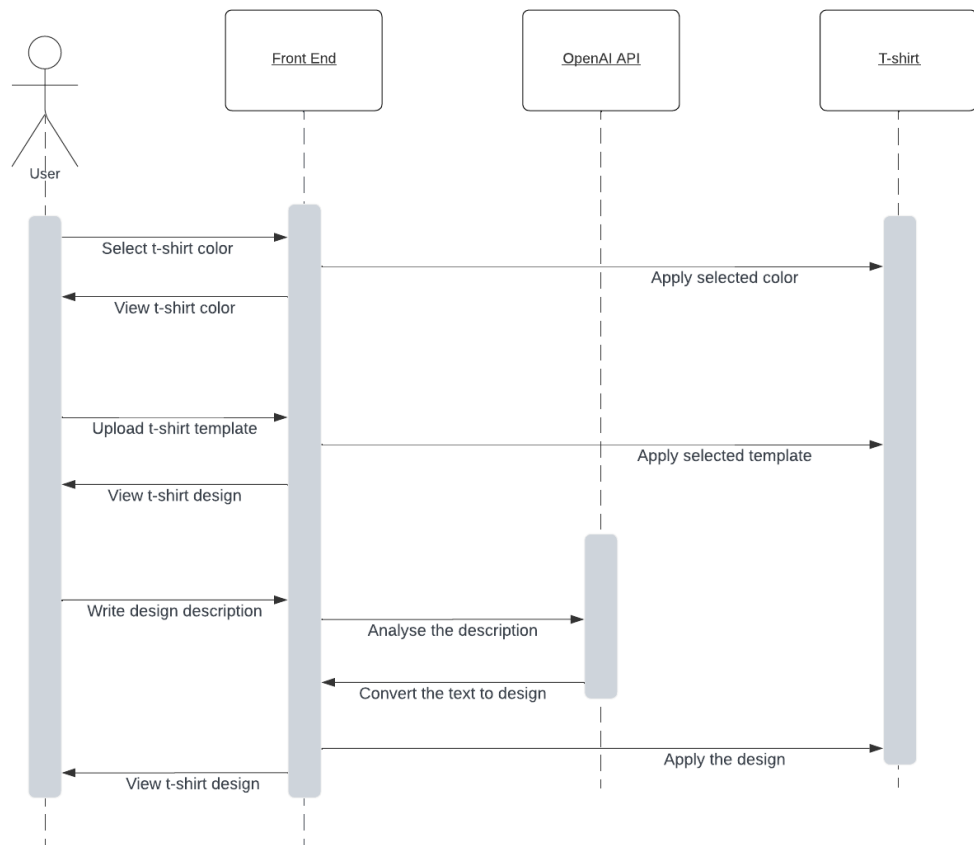 Front End
OpenAI API
T-shirt
User
Select t-shirt color
Apply selected color
View t-shirt color
Upload t-shirt template
Apply selected template
View t-shirt design
Write design description
Analyse the description
Convert the text to design
Apply the design
View t-shirt design